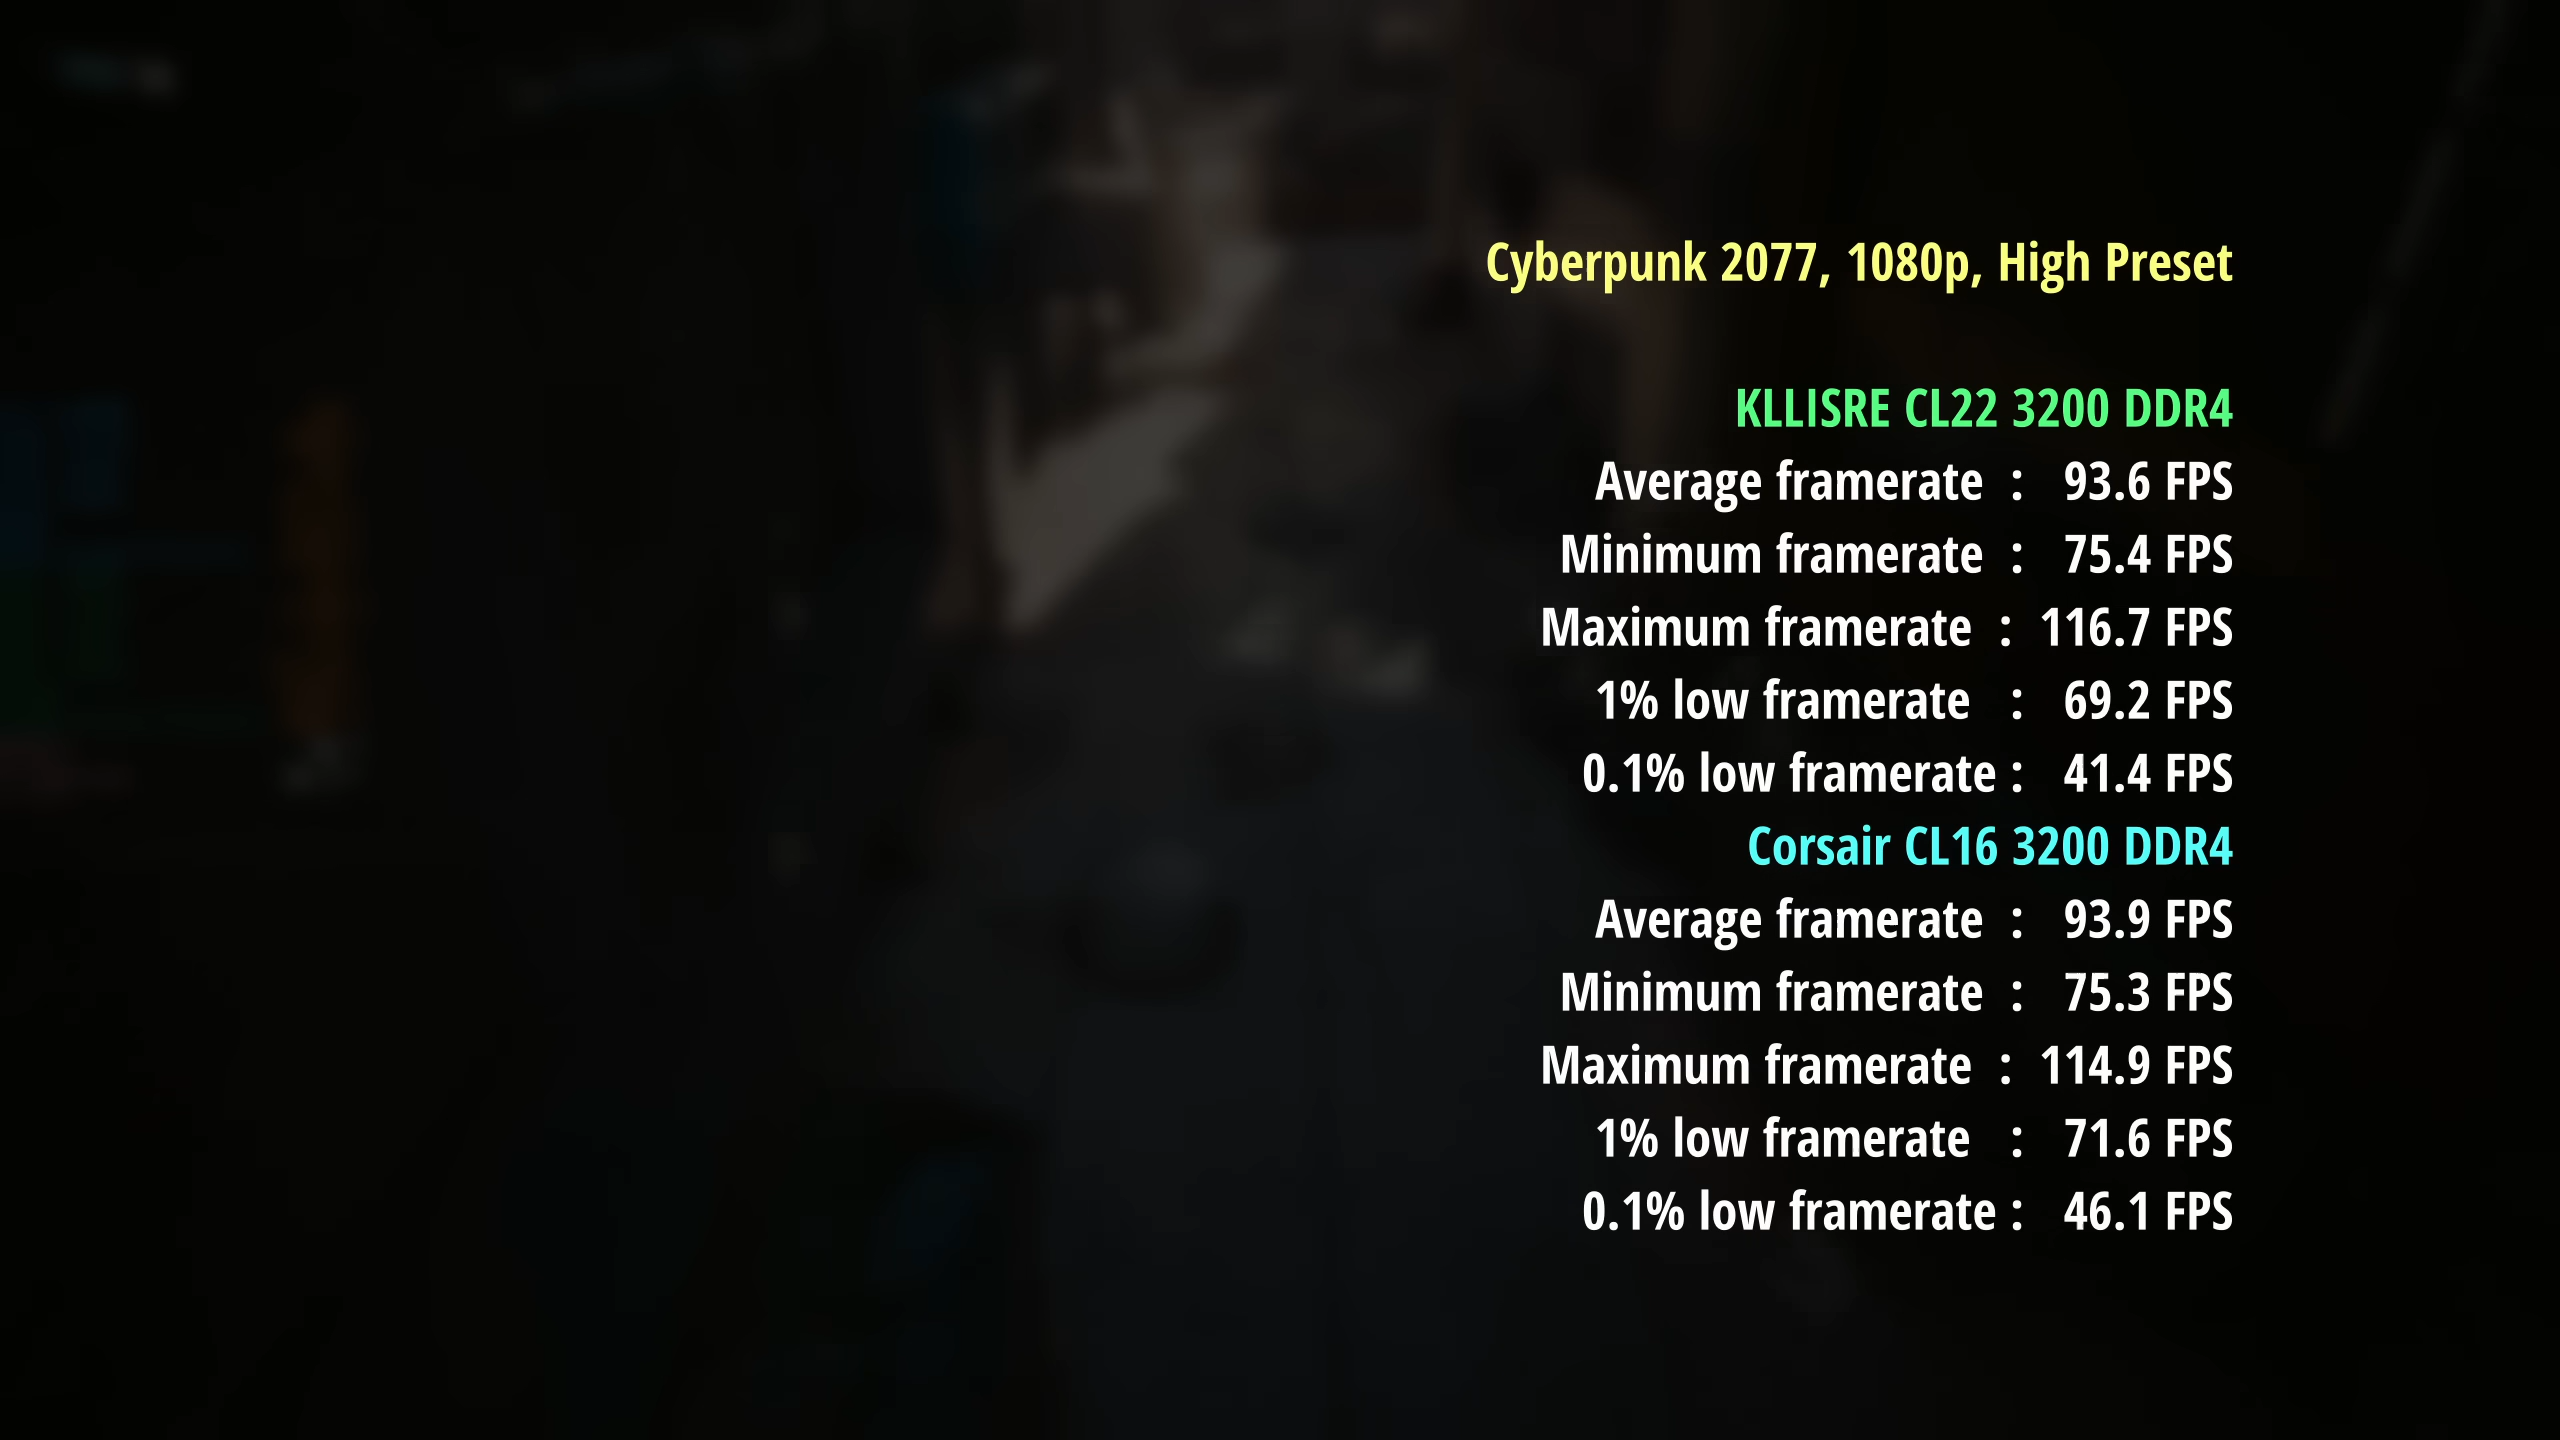 Cyberpunk 2077, 1080p, High Preset
KLLISRE CL22 3200 DDR4
Average framerate : 93.6 FPS
Minimum framerate : 75.4 FPS
Maximum framerate : 116.7 FPS
1% low framerate : 69.2 FPS
0.1% low framerate : 41.4 FPS
Corsair CL16 3200 DDR4
Average framerate : 93.9 FPS
Minimum framerate : 75.3 FPS
Maximum framerate : 114.9 FPS
1% low framerate : 71.6 FPS
0.1% low framerate : 46.1 FPS